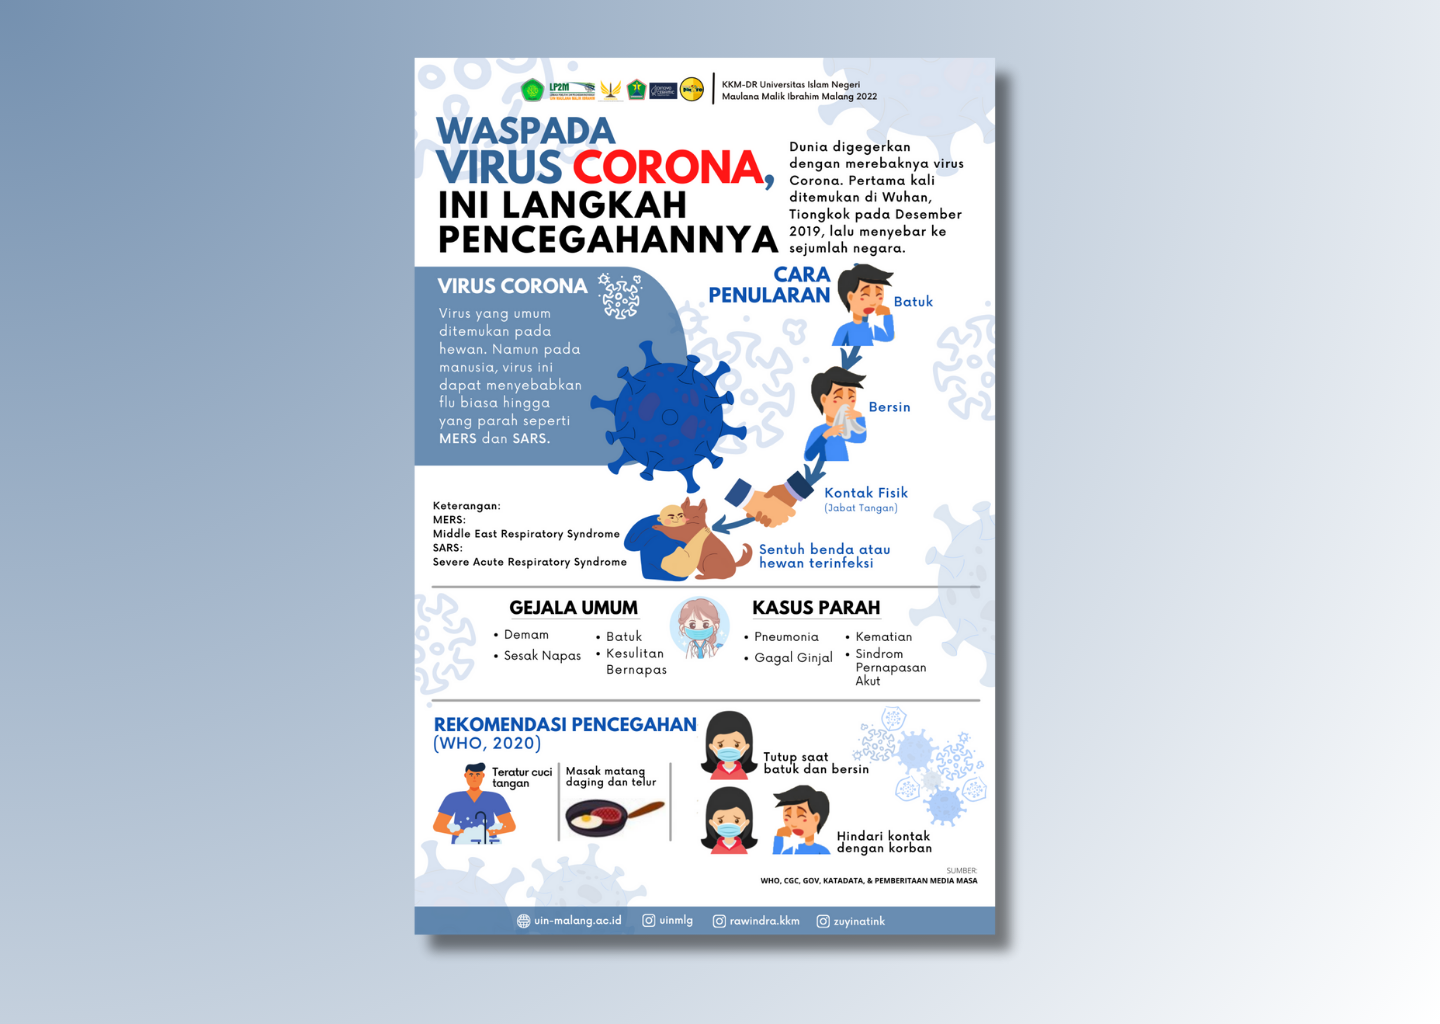 LP2M
KKM-DR Universitas Islam Negeri
Maulana Malik Ibrahim Malang 2022
WASPADA
VIRUS CORONA,
INI LANGKAH
PENCEGAHANNYA
Dunia digegerkan
dengan merebaknya virus
Corona. Pertama kali
ditemukan di Wuhan,
Tiongkok pada Desember
2019, lalu menyebar ke
sejumlah negara.
VIRUS CORONA
Virus yang umum
ditemukan pada
hewan. Namun pada
manusia, virus ini
dapat menyebabkan
flu biasa hingga
yang parah seperti
MERS dan SARS.
CARA
PENULARAN
Batuk
Bersin
Kontak Fisik
(Jabat Tangan)
Sentuh benda atau
hewan terinfeksi
Keterangan:
MERS:
Middle East Respiratory Syndrome
SARS:
Severe Acute Respiratory Syndrome
GEJALA UMUM
• Demam
• Sesak Napas
• Batuk
• Kesulitan
Bernapas
KASUS PARAH
• Pneumonia
• Gagal Ginjal
• Kematian
• Sindrom
Pernapasan
Akut
REKOMENDASI PENCEGAHAN
(WHO, 2020)
Teratur cuci
tangan
Masak matang
daging dan telur
Tutup saat
batuk dan bersin
Hindari kontak
dengan korban
SUMBER:
WHO, CGC, GOV, KATADATA, & PEMBERITAAN MEDIA MASA
uin-malang.ac.id
uinmlg
rawindra.kkm
zuyinatink